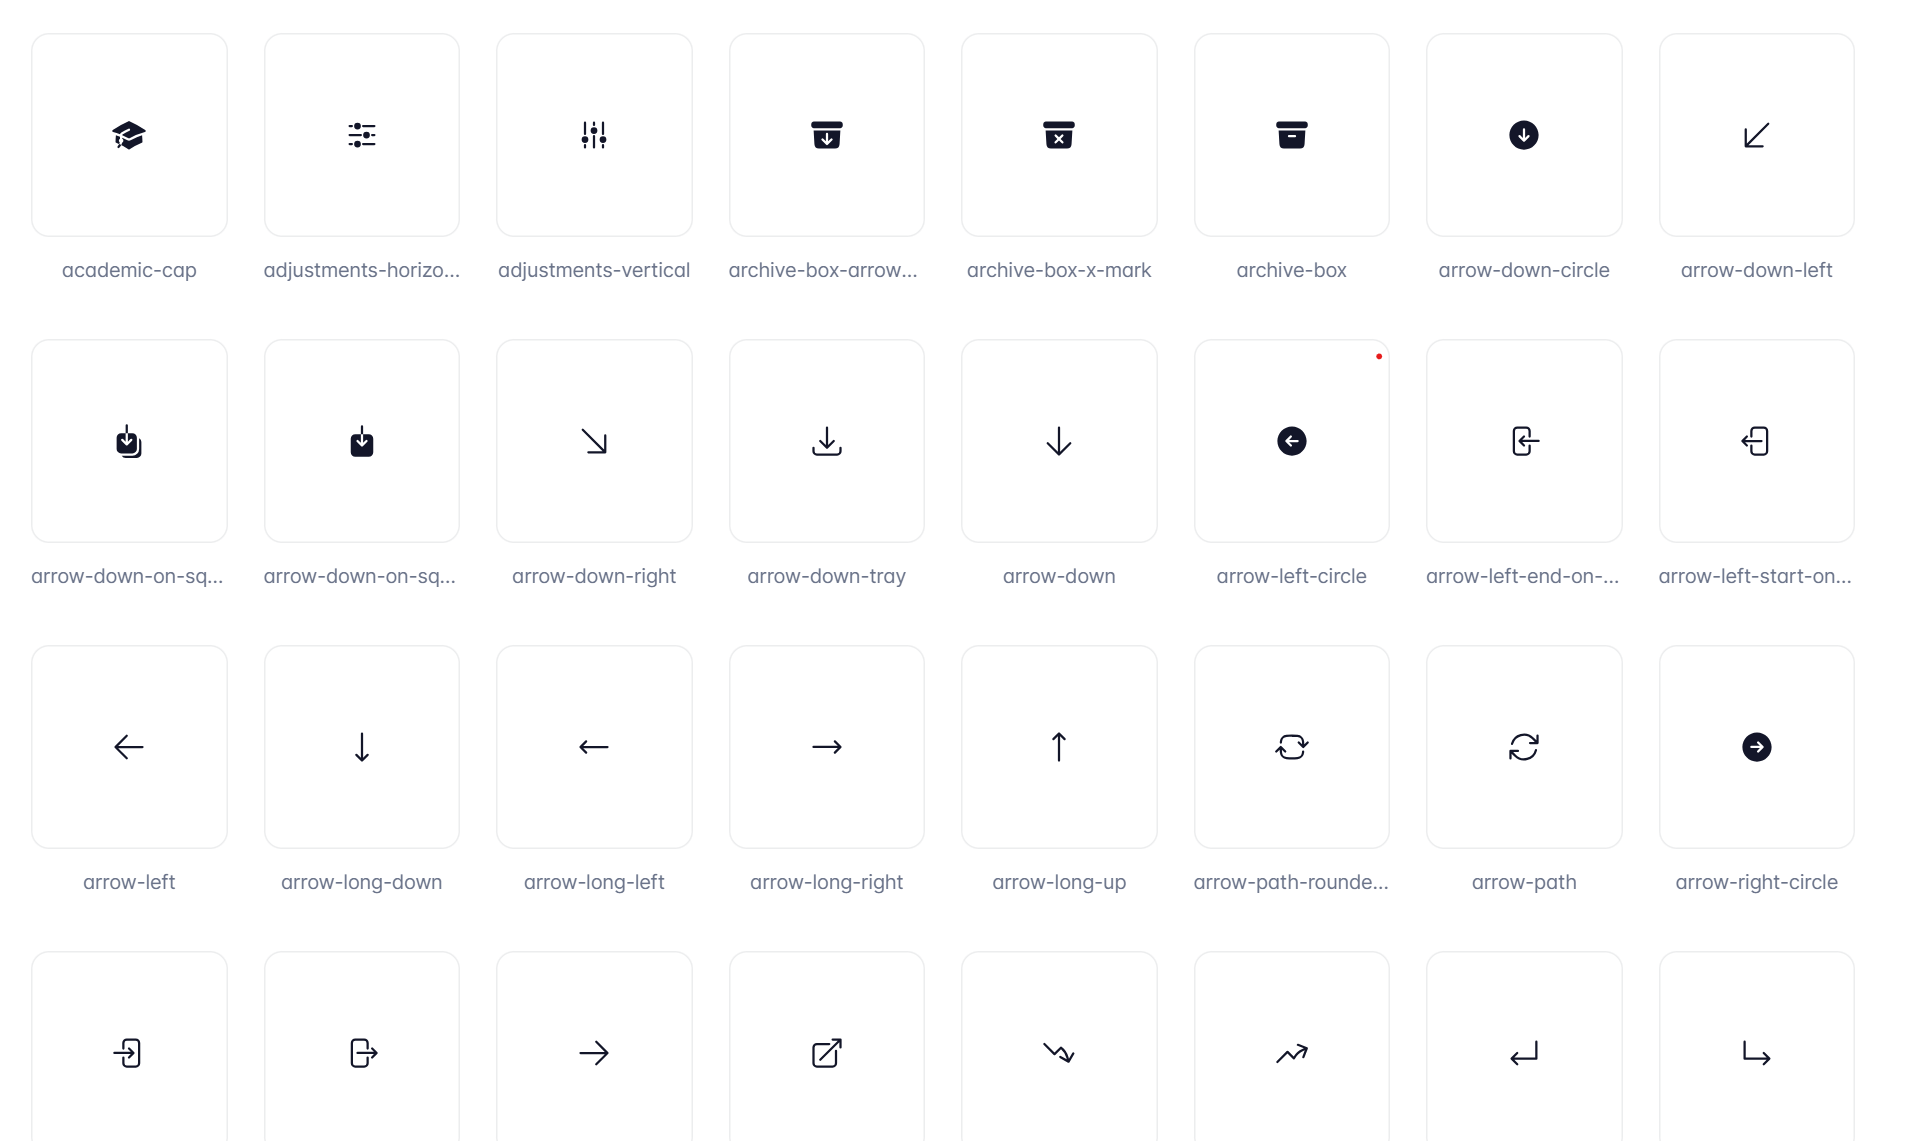 academic-cap
adjustments-horizo...
adjustments-vertical
archive-box-arrow...
archive-box-x-mark
archive-box
arrow-down-circle
arrow-down-left
arrow-down-on-sq...
arrow-down-on-sq...
arrow-down-right
arrow-down-tray
arrow-down
arrow-left-circle
arrow-left-end-on-...
arrow-left-start-on...
arrow-left
arrow-long-down
arrow-long-left
arrow-long-right
arrow-long-up
arrow-path-rounde...
arrow-path
arrow-right-circle